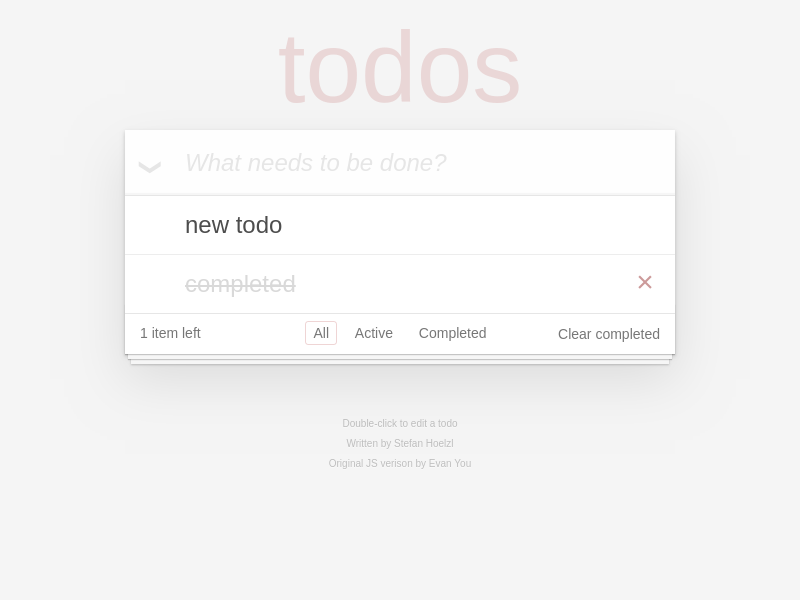 todos
What needs to be done?
new todo
completed
1 item left All Active Completed Clear completed
Double-click to edit a todo
Written by Stefan Hoelzl
Original JS verison by Evan You